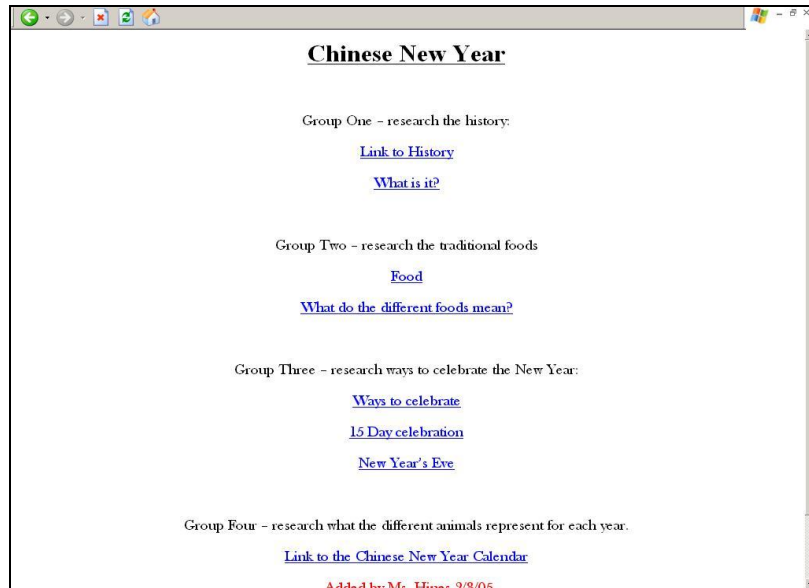 Chinese New Year
Group One – research the history:
Link to History
What is it?
Group Two – research the traditional foods
Food
What do the different foods mean?
Group Three – research ways to celebrate the New Year:
Ways to celebrate
15 Day celebration
New Year's Eve
Group Four – research what the different animals represent for each year.
Link to the Chinese New Year Calendar
Added by Ms.